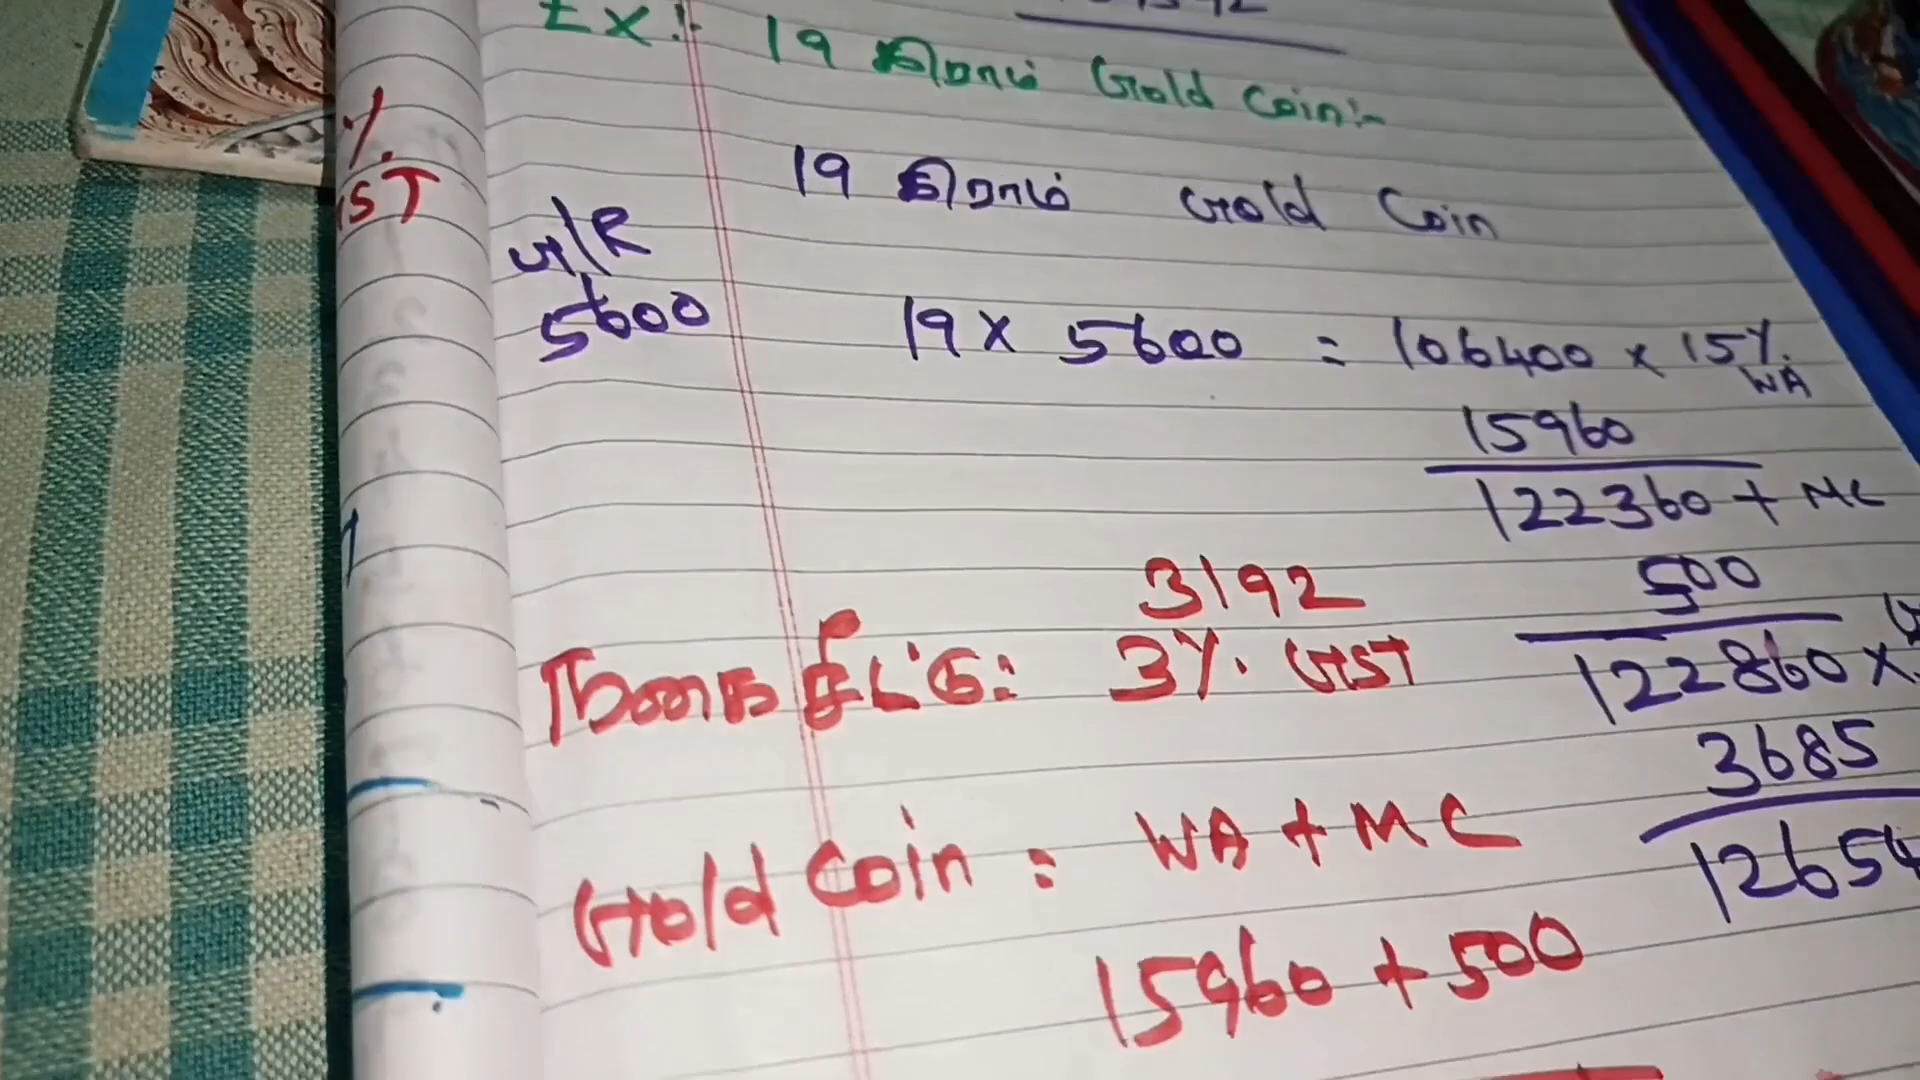 Ex:- 19 கிராம் Gold Coin:-
%
GST
19 கிராம் Gold Coin
G/R
5600
19 x 5600 = 106400 x 15%
WA
15960
122360 + MC
500
122860 x
3685
12654
3192
நகைசீட்டு: 3% GST
Gold Coin = WA + MC
15960 + 500